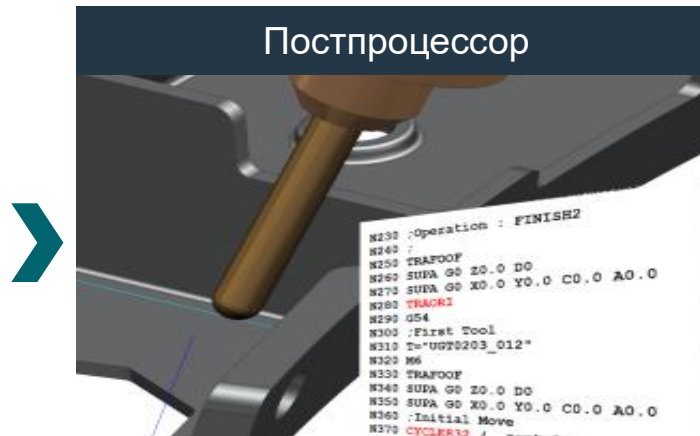 Постпроцессор
N230 ;Operation : FINISH2
N240 ;
N250 TRAFOOF
N260 SUPA G0 Z0.0 D0
N270 SUPA G0 X0.0 Y0.0 C0.0 A0.0
N280 TRAORI
N290 G54
N300 ;First Tool
N310 T="UGT0203_012"
N320 M6
N330 TRAFOOF
N340 SUPA G0 Z0.0 D0
N350 SUPA G0 X0.0 Y0.0 C0.0 A0.0
N360 ;Initial Move
N370 CYCLE832